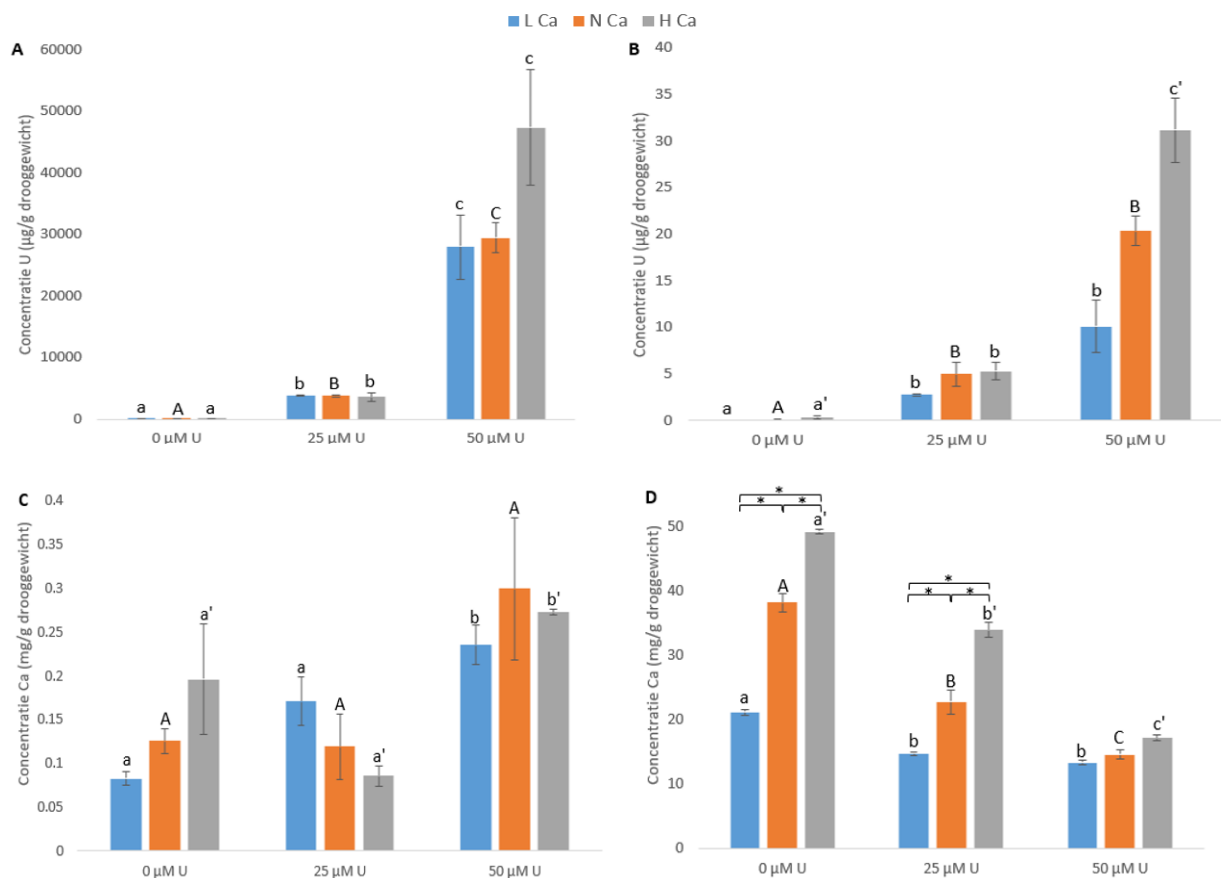 L Ca N Ca H Ca
A
Concentratie U (µg/g drooggewicht)
60000
50000
40000
30000
20000
10000
0
a A a
b B b
c C c
0 µM U 25 µM U 50 µM U
B
Concentratie U (µg/g drooggewicht)
40
35
30
25
20
15
10
5
0
a A a'
b B b
b B c'
0 µM U 25 µM U 50 µM U
C
Concentratie Ca (mg/g drooggewicht)
0.4
0.35
0.3
0.25
0.2
0.15
0.1
0.05
0
a A a'
a A a'
b A b'
0 µM U 25 µM U 50 µM U
D
Concentratie Ca (mg/g droggewicht)
50
40
30
20
10
0
*
* *
a A a'
*
* *
b B b'
b C c'
0 µM U 25 µM U 50 µM U